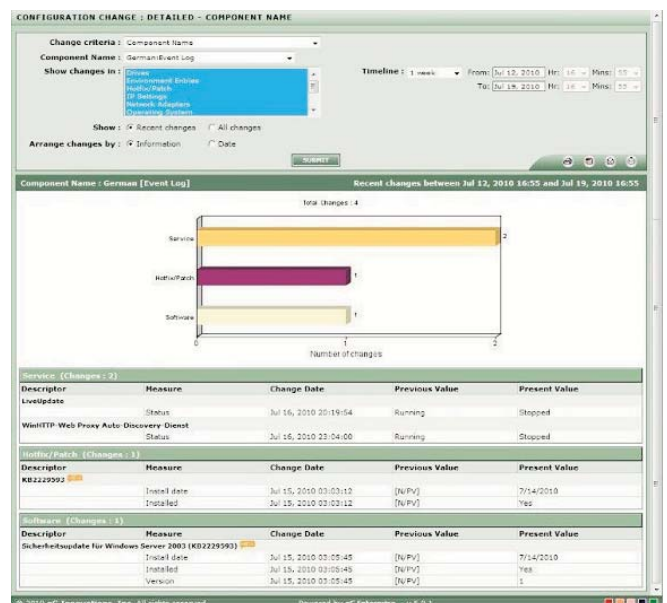 CONFIGURATION CHANGE : DETAILED - COMPONENT NAME
Change criteria : Component Name
Component Name : German:Event Log
Show changes in : Drives
Environment Entries
Hotfix/Patch
IP Settings
Network Adapters
Operating System
Timeline : 1 week From: Jul 12, 2010 Hr: 16 Mins: 55
To: Jul 19, 2010 Hr: 16 Mins: 55
Show : Recent changes All changes
Arrange changes by : Information Date
SUBMIT
Component Name : German [Event Log] Recent changes between Jul 12, 2010 16:55 and Jul 19, 2010 16:55
Total Changes : 4
Service 2
Hotfix/Patch 1
Software 1
0 1 2
Number of changes
Service (Changes : 2)
Descriptor Measure Change Date Previous Value Present Value
LiveUpdate
Status Jul 16, 2010 20:19:54 Running Stopped
WinHTTP-Web Proxy Auto-Discovery-Dienst
Status Jul 16, 2010 23:04:00 Running Stopped
Hotfix/Patch (Changes : 1)
Descriptor Measure Change Date Previous Value Present Value
KB2229593
Install date Jul 15, 2010 03:03:12 [N/PV] 7/14/2010
Installed Jul 15, 2010 03:03:12 [N/PV] Yes
Software (Changes : 1)
Descriptor Measure Change Date Previous Value Present Value
Sicherheitsupdate für Windows Server 2003 (KB2229593)
Install date Jul 15, 2010 03:05:45 [N/PV] 7/14/2010
Installed Jul 15, 2010 03:05:45 [N/PV] Yes
Version Jul 15, 2010 03:05:45 [N/PV] 1
© 2010 eG Innovations, Inc. All rights reserved